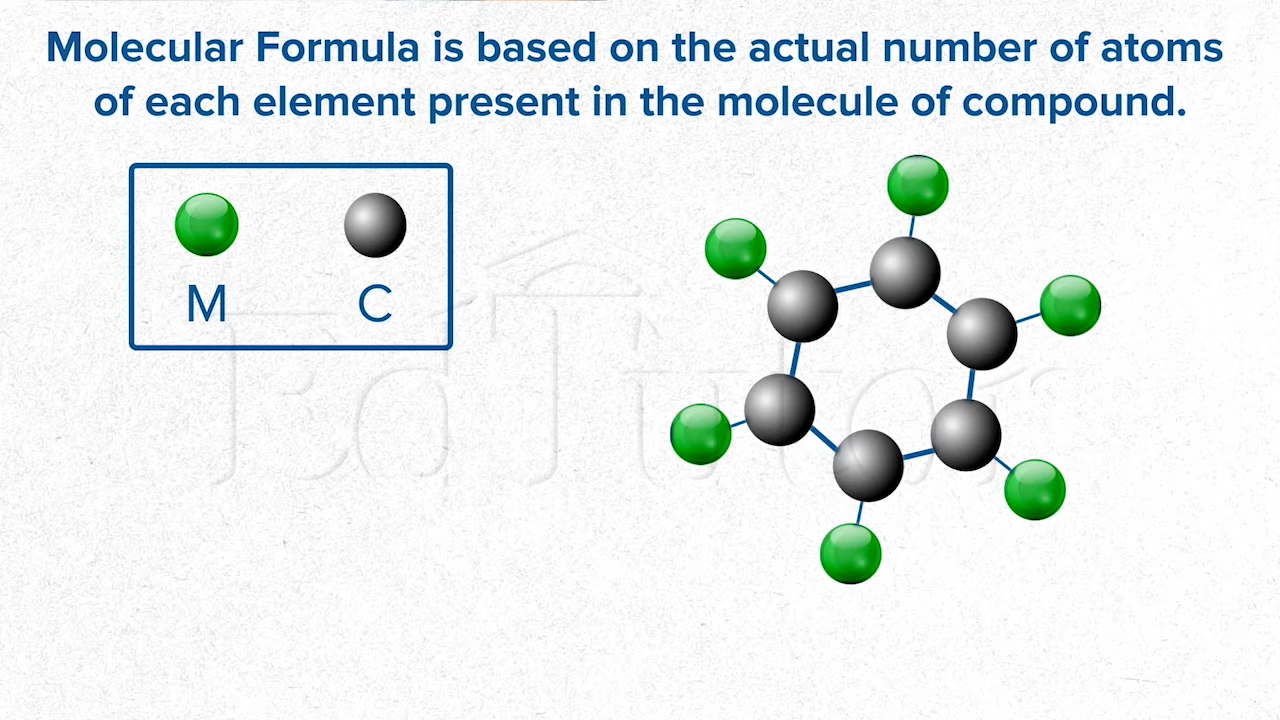 Molecular Formula is based on the actual number of atoms
of each element present in the molecule of compound.
M C
EdTutor